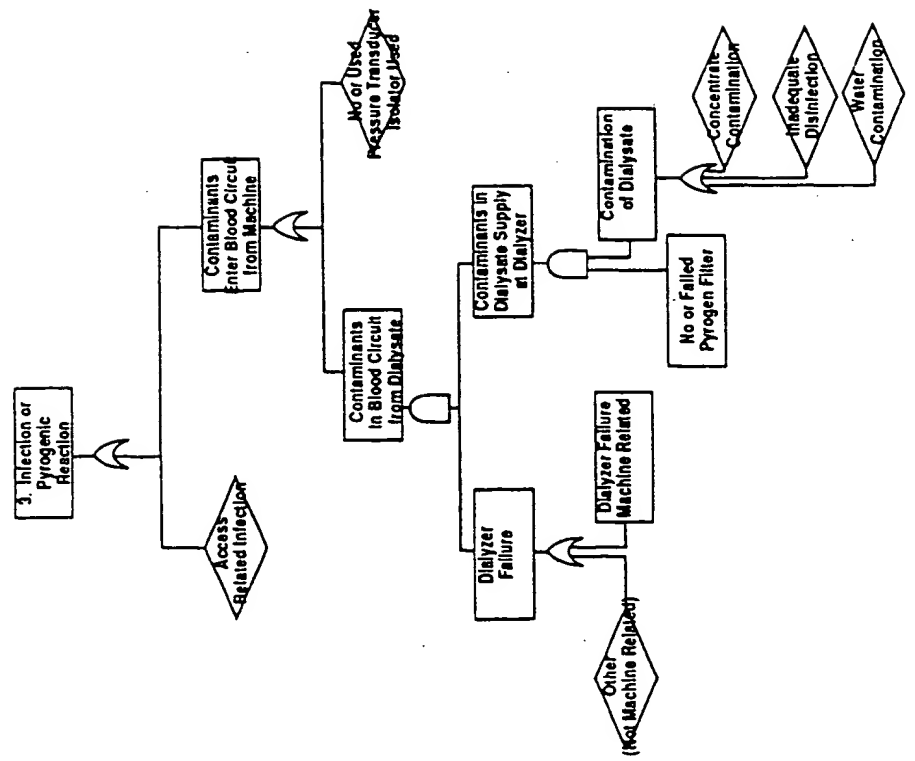 3. Infection or
Pyrogenic
Reaction
Access
Related Infection
Contaminants
Enter Blood Circuit
from Machine
Contaminants
In Blood Circuit
from Dialysate
No or Used
Pressure Transducer
Isolator Used
Dialyzer
Failure
Contaminants in
Dialysate Supply
at Dialyzer
Other
(Not Machine Related)
Dialyzer Failure
Machine Related
No or Failed
Pyrogen Filter
Contamination
of Dialysate
Concentrate
Contamination
Inadequate
Disinfection
Water
Contamination